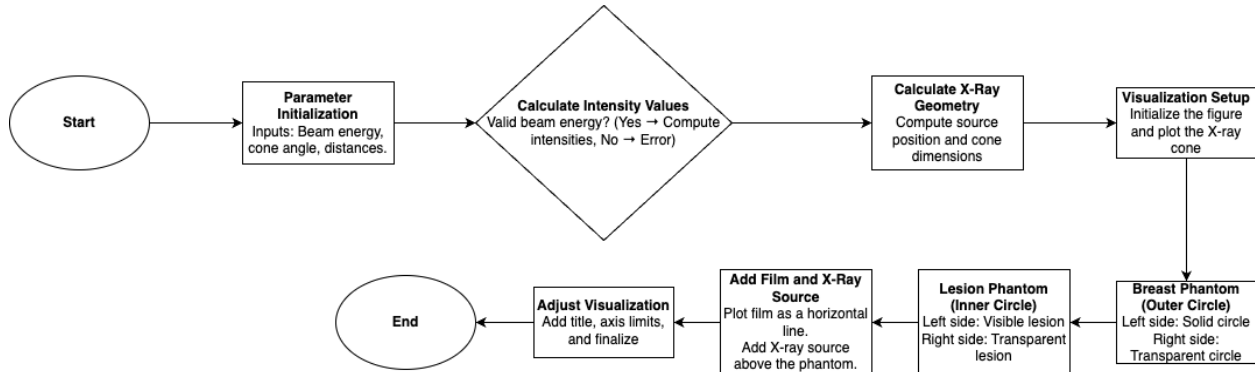 Start
Parameter
Initialization
Inputs: Beam energy,
cone angle, distances.
Calculate Intensity Values
Valid beam energy? (Yes → Compute
intensities, No → Error)
Calculate X-Ray
Geometry
Compute source
position and cone
dimensions
Visualization Setup
Initialize the figure
and plot the X-ray
cone
Breast Phantom
(Outer Circle)
Left side: Solid circle
Right side:
Transparent circle
Lesion Phantom
(Inner Circle)
Left side: Visible lesion
Right side: Transparent
lesion
Add Film and X-Ray
Source
Plot film as a horizontal
line.
Add X-ray source
above the phantom.
Adjust Visualization
Add title, axis limits,
and finalize
End